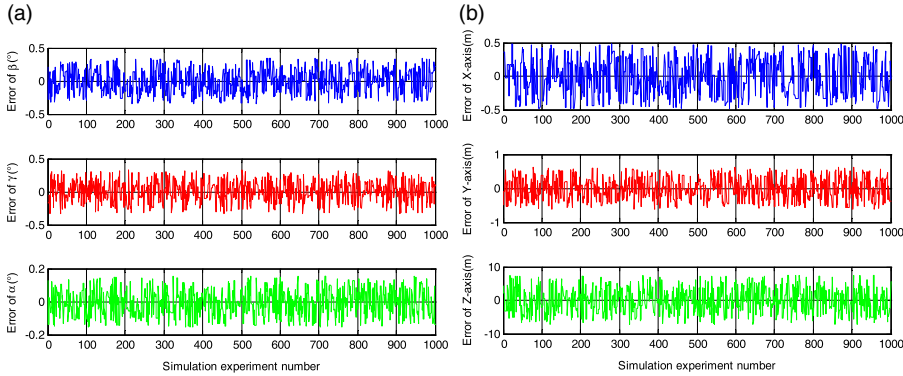 (a)
Error of β(°)
0.5
0
-0.5
0 100 200 300 400 500 600 700 800 900 1000
Error of γ(°)
0.5
0
-0.5
0 100 200 300 400 500 600 700 800 900 1000
Error of α(°)
0.2
0
-0.2
0 100 200 300 400 500 600 700 800 900 1000
Simulation experiment number
(b)
Error of X-axis(m)
0.5
0
-0.5
0 100 200 300 400 500 600 700 800 900 1000
Error of Y-axis(m)
1
0
-1
0 100 200 300 400 500 600 700 800 900 1000
Error of Z-axis(m)
10
0
-10
0 100 200 300 400 500 600 700 800 900 1000
Simulation experiment number